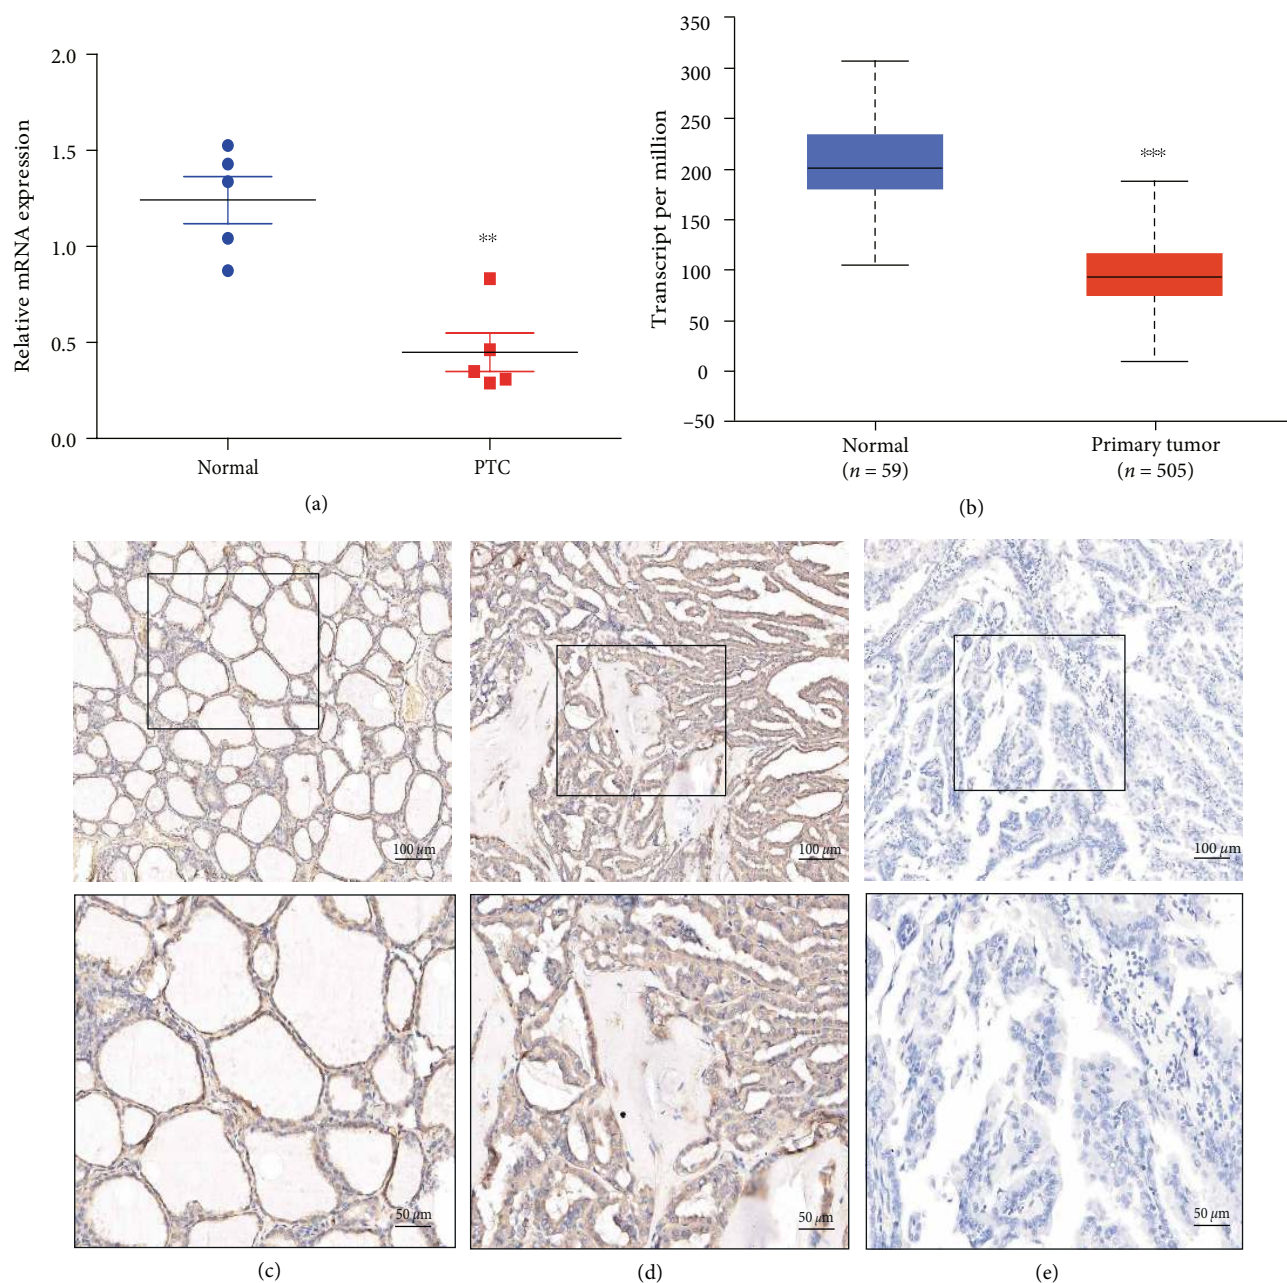 2.0
1.5
1.0
0.5
0.0
Relative mRNA expression
**
Normal
PTC
(a)
350
300
250
200
150
100
50
0
−50
Transcript per million
***
Normal
(n = 59)
Primary tumor
(n = 505)
(b)
100 µm
100 µm
100 µm
50 µm
50 µm
50 µm
(c)
(d)
(e)